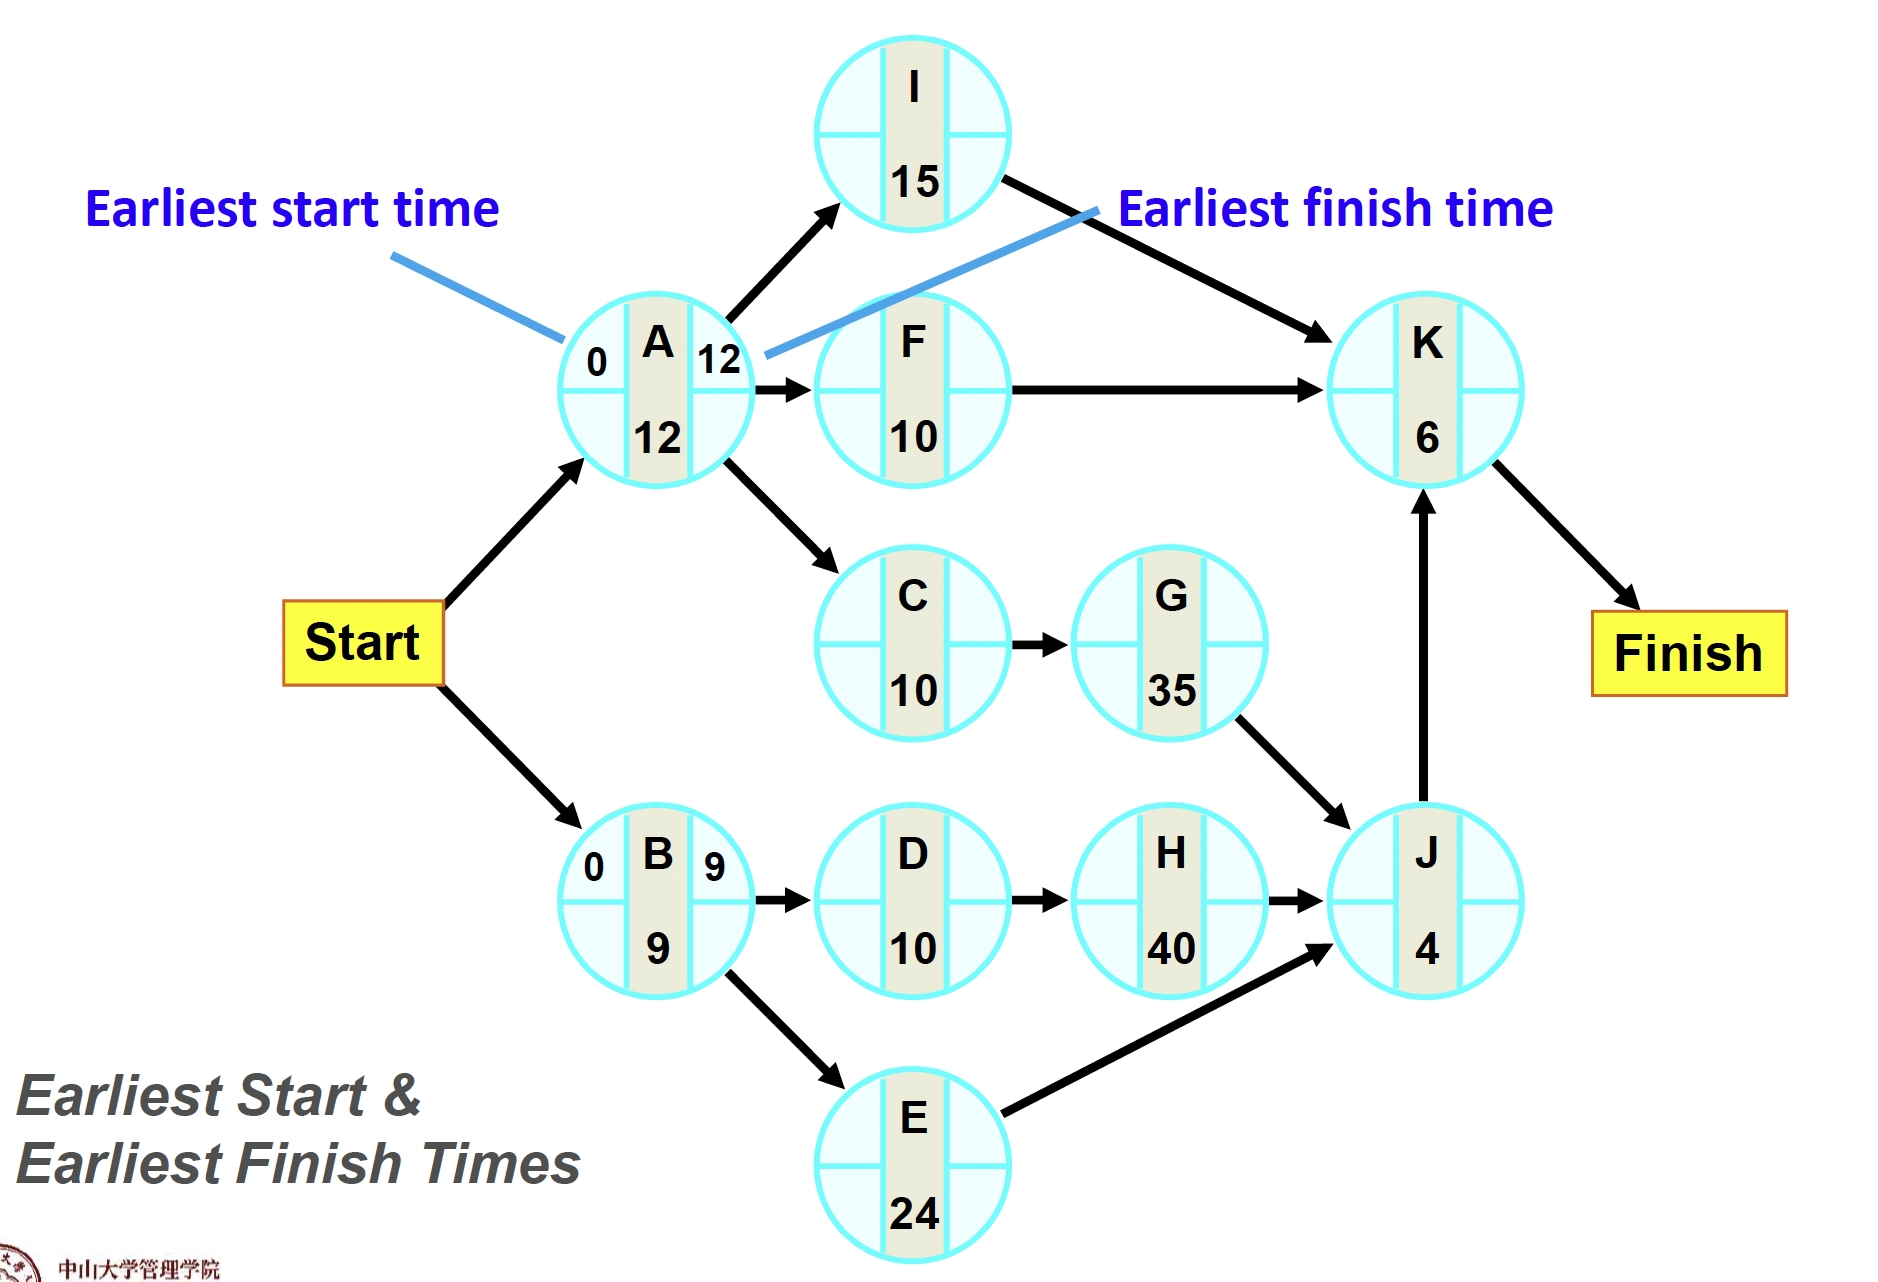 I
15
Earliest start time
Earliest finish time
0
A
12
12
F
10
K
6
C
10
G
35
Start
Finish
0
B
9
9
D
10
H
40
J
4
E
24
Earliest Start &
Earliest Finish Times
中山大学管理学院